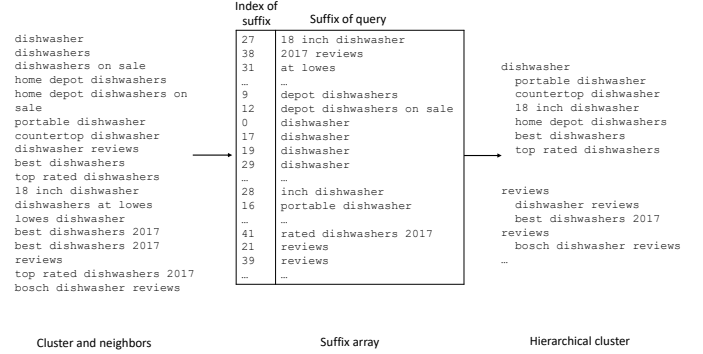 Index of
suffix
Suffix of query
dishwasher
dishwashers
dishwashers on sale
home depot dishwashers
home depot dishwashers on
sale
portable dishwasher
countertop dishwasher
dishwasher reviews
best dishwashers
top rated dishwashers
18 inch dishwasher
dishwashers at lowes
lowes dishwasher
best dishwashers 2017
best dishwashers 2017
reviews
top rated dishwashers 2017
bosch dishwasher reviews
27 18 inch dishwasher
38 2017 reviews
31 at lowes
… …
9 depot dishwashers
12 depot dishwashers on sale
0 dishwasher
17 dishwasher
19 dishwasher
29 dishwasher
… …
28 inch dishwasher
16 portable dishwasher
… …
41 rated dishwashers 2017
21 reviews
39 reviews
… …
dishwasher
portable dishwasher
countertop dishwasher
18 inch dishwasher
home depot dishwashers
best dishwashers
top rated dishwashers
reviews
dishwasher reviews
best dishwashers 2017
reviews
bosch dishwasher reviews
…
Cluster and neighbors
Suffix array
Hierarchical cluster